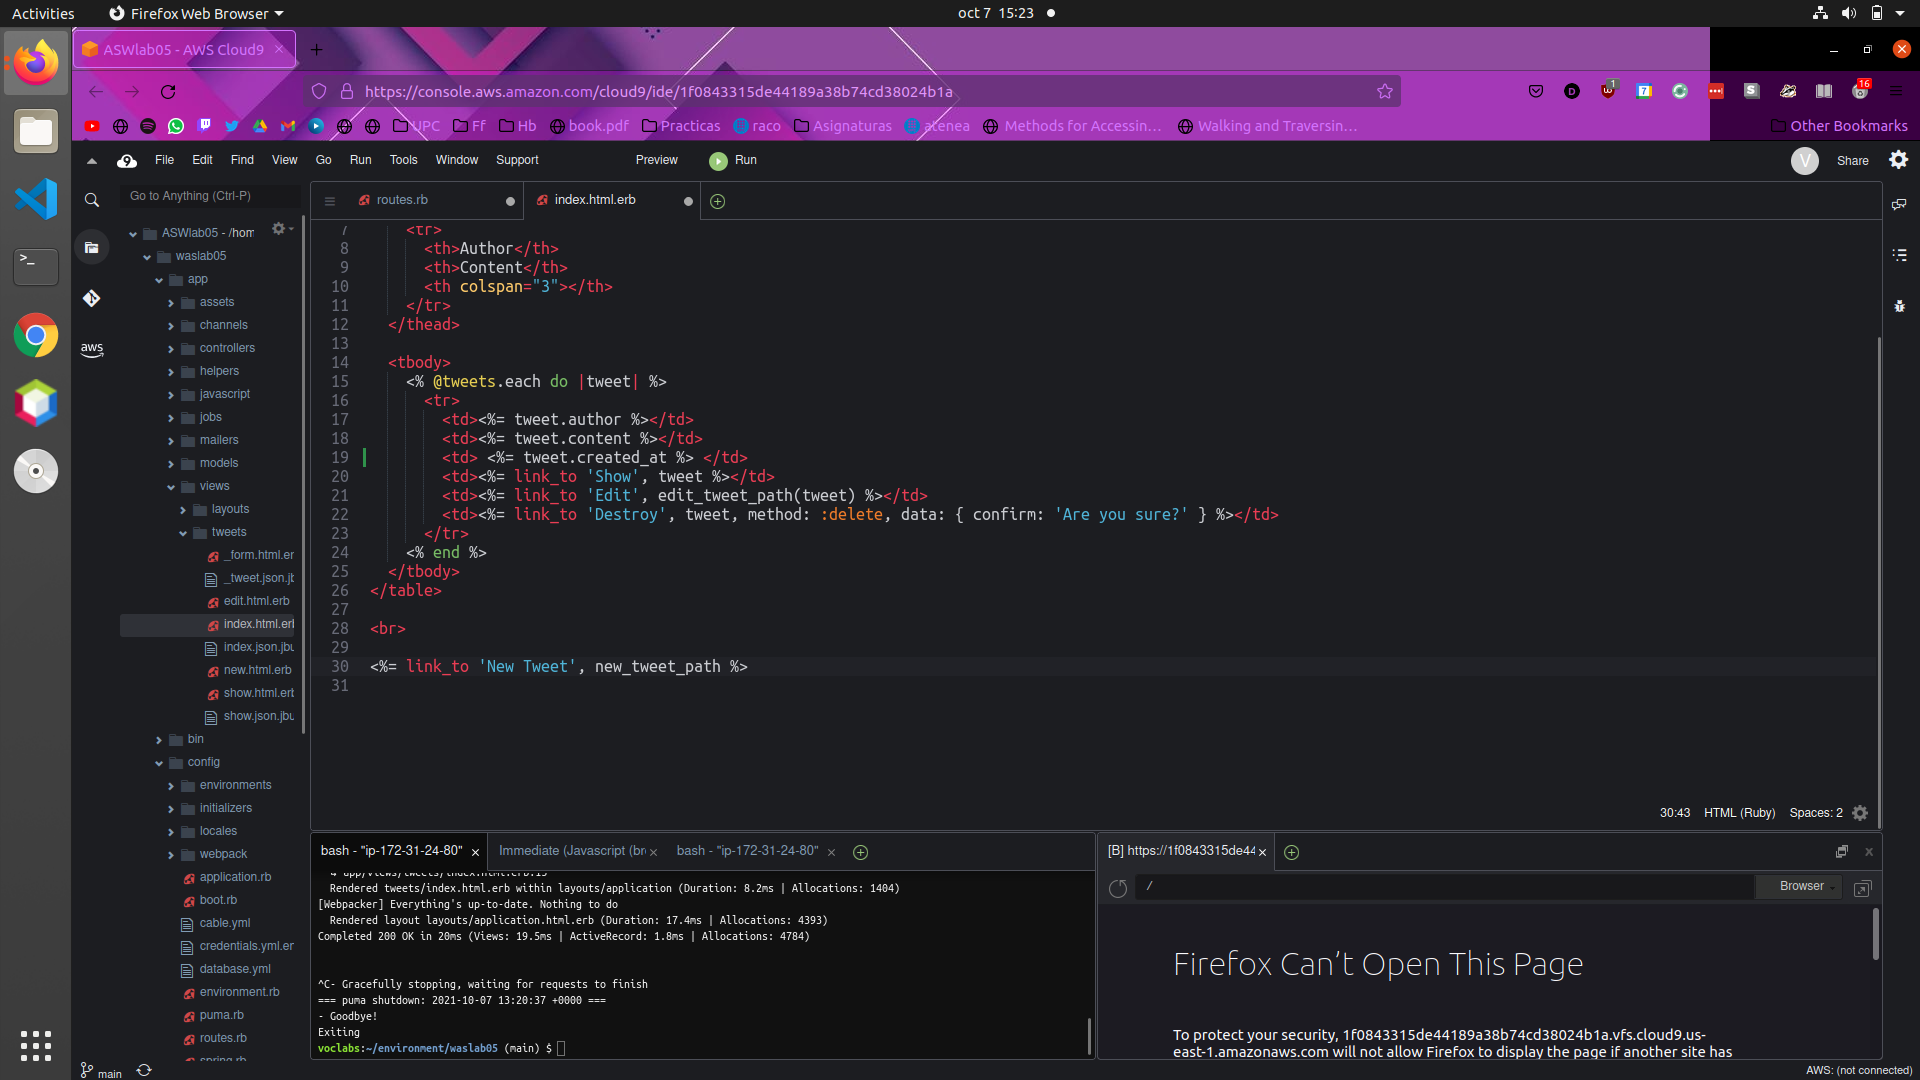 Activities
Firefox Web Browser
oct 7 15:23
ASWlab05 - AWS Cloud9
https://console.aws.amazon.com/cloud9/ide/1f0843315de44189a38b74cd38024b1a
UPC
Ff
Hb
book.pdf
Practicas
raco
Asignaturas
atenea
Methods for Accessin…
Walking and Traversin…
Other Bookmarks
File Edit Find View Go Run Tools Window Support
Preview
Run
V
Share
Go to Anything (Ctrl-P)
ASWlab05 - /hom
waslab05
app
assets
channels
controllers
helpers
javascript
jobs
mailers
models
views
layouts
tweets
_form.html.er
_tweet.json.jb
edit.html.erb
index.html.erb
index.json.jbu
new.html.erb
show.html.erb
show.json.jbu
bin
config
environments
initializers
locales
webpack
application.rb
boot.rb
cable.yml
credentials.yml.er
database.yml
environment.rb
puma.rb
routes.rb
spring.rb
main
aws
routes.rb
index.html.erb
7 <tr>
8 <th>Author</th>
9 <th>Content</th>
10 <th colspan="3"></th>
11 </tr>
12 </thead>
13
14 <tbody>
15 <% @tweets.each do |tweet| %>
16 <tr>
17 <td><%= tweet.author %></td>
18 <td><%= tweet.content %></td>
19 <td> <%= tweet.created_at %> </td>
20 <td><%= link_to 'Show', tweet %></td>
21 <td><%= link_to 'Edit', edit_tweet_path(tweet) %></td>
22 <td><%= link_to 'Destroy', tweet, method: :delete, data: { confirm: 'Are you sure?' } %></td>
23 </tr>
24 <% end %>
25 </tbody>
26 </table>
27
28 <br>
29
30 <%= link_to 'New Tweet', new_tweet_path %>
31
30:43 HTML (Ruby) Spaces: 2
bash - "ip-172-31-24-80"
Immediate (Javascript (br
bash - "ip-172-31-24-80"
4 app/views/tweets/index.html.erb:15
Rendered tweets/index.html.erb within layouts/application (Duration: 8.2ms | Allocations: 1404)
[Webpacker] Everything's up-to-date. Nothing to do
Rendered layout layouts/application.html.erb (Duration: 17.4ms | Allocations: 4393)
Completed 200 OK in 20ms (Views: 19.5ms | ActiveRecord: 1.8ms | Allocations: 4784)
^C- Gracefully stopping, waiting for requests to finish
=== puma shutdown: 2021-10-07 13:20:37 +0000 ===
- Goodbye!
Exiting
voclabs:~/environment/waslab05 (main) $
[B] https://1f0843315de44
/
Browser
Firefox Can’t Open This Page
To protect your security, 1f0843315de44189a38b74cd38024b1a.vfs.cloud9.us-
east-1.amazonaws.com will not allow Firefox to display the page if another site has
AWS: (not connected)